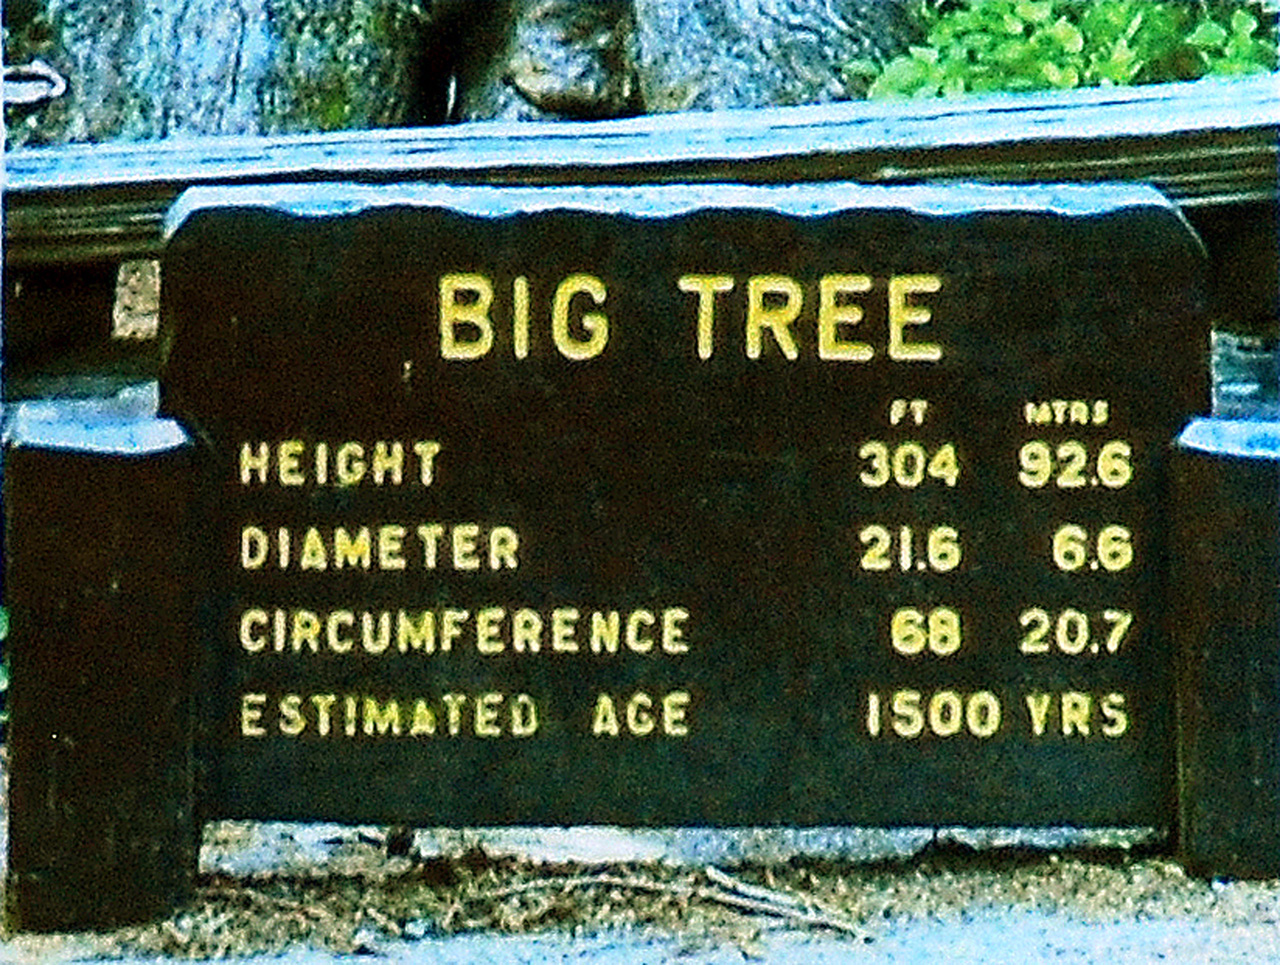 BIG TREE
FT MTRS
HEIGHT 304 92.6
DIAMETER 21.6 6.6
CIRCUMFERENCE 68 20.7
ESTIMATED AGE 1500 YRS